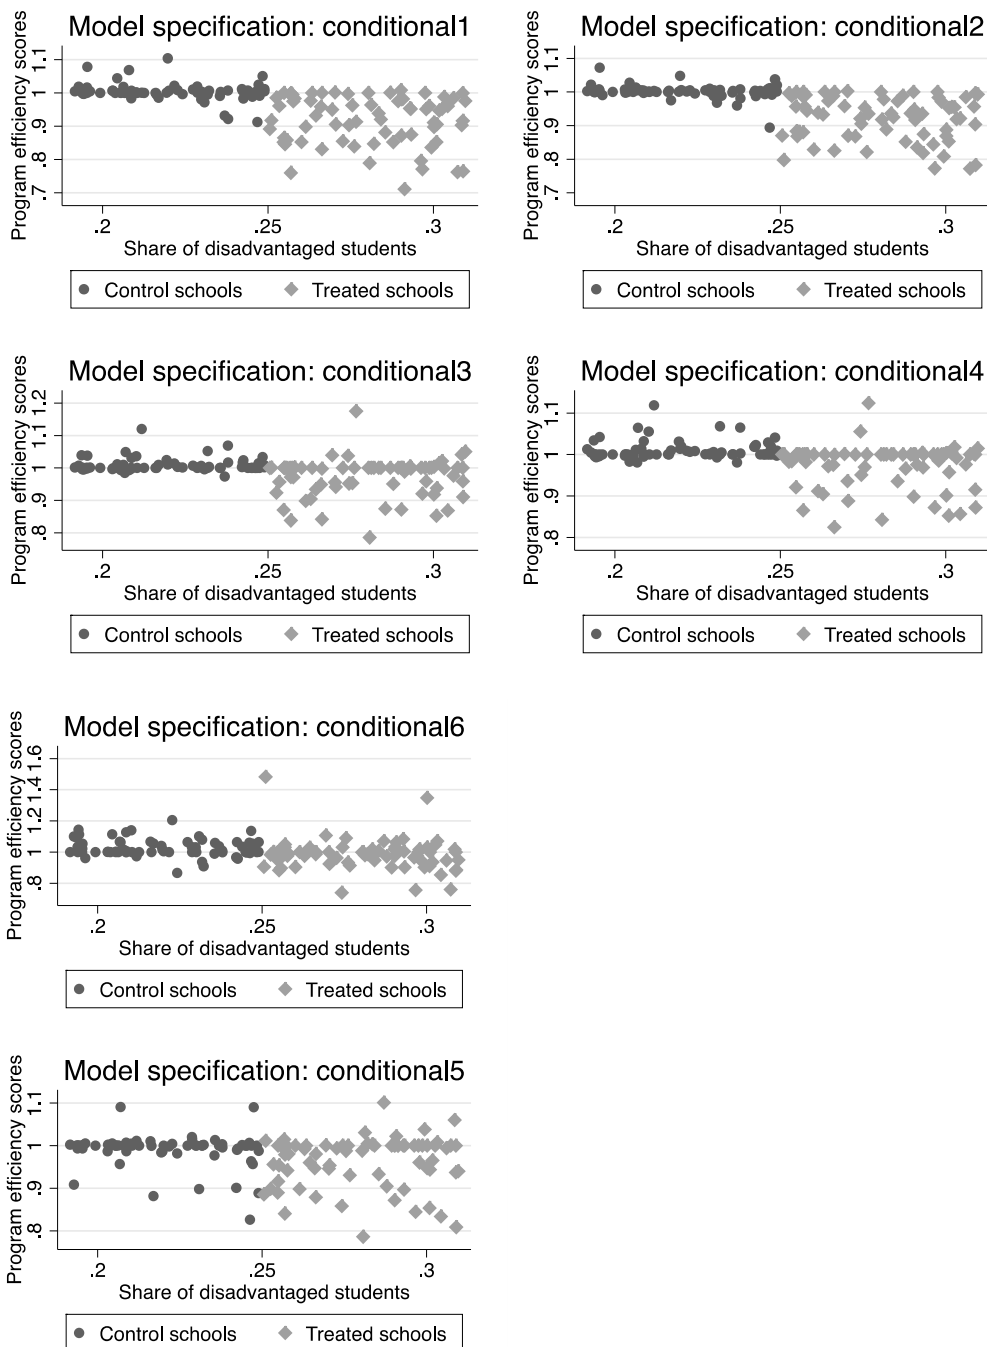 Model specification: conditional1
Program efficiency scores
1.1
1
.9
.8
.7
.2 .25 .3
Share of disadvantaged students
Control schools Treated schools
Model specification: conditional2
Program efficiency scores
1.1
1
.9
.8
.7
.2 .25 .3
Share of disadvantaged students
Control schools Treated schools
Model specification: conditional3
Program efficiency scores
1.2
1.1
1
.9
.8
.2 .25 .3
Share of disadvantaged students
Control schools Treated schools
Model specification: conditional4
Program efficiency scores
1.1
1
.9
.8
.2 .25 .3
Share of disadvantaged students
Control schools Treated schools
Model specification: conditional6
Program efficiency scores
1.6
1.4
1.2
1
.8
.2 .25 .3
Share of disadvantaged students
Control schools Treated schools
Model specification: conditional5
Program efficiency scores
1.1
1
.9
.8
.2 .25 .3
Share of disadvantaged students
Control schools Treated schools